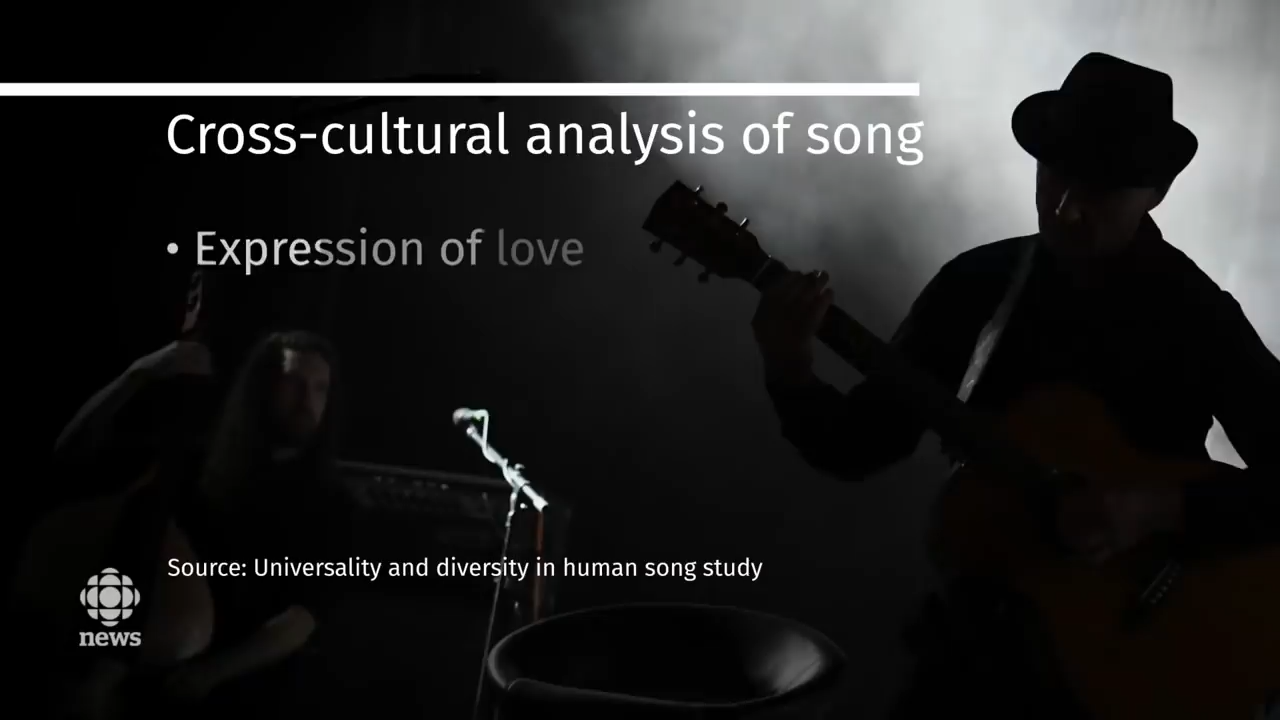 Cross-cultural analysis of song
• Expression of love
Source: Universality and diversity in human song study
news